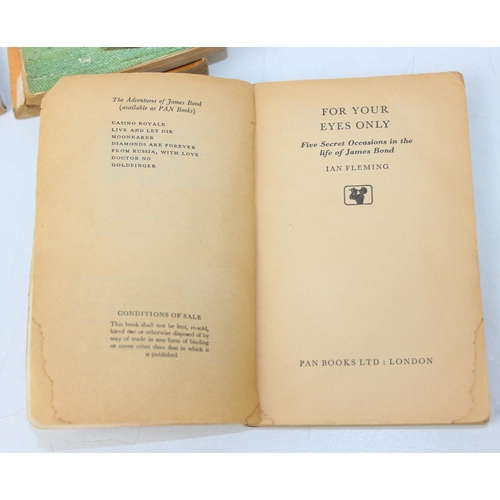 The Adventures of James Bond
(available as PAN Books)
CASINO ROYALE
LIVE AND LET DIE
MOONRAKER
DIAMONDS ARE FOREVER
FROM RUSSIA, WITH LOVE
DOCTOR NO
GOLDFINGER
CONDITIONS OF SALE
This book shall not be lent, re-sold,
hired out or otherwise disposed of by
way of trade in any form of binding
or cover other than that in which it
is published
FOR YOUR
EYES ONLY
Five Secret Occasions in the
life of James Bond
IAN FLEMING
PAN BOOKS LTD : LONDON